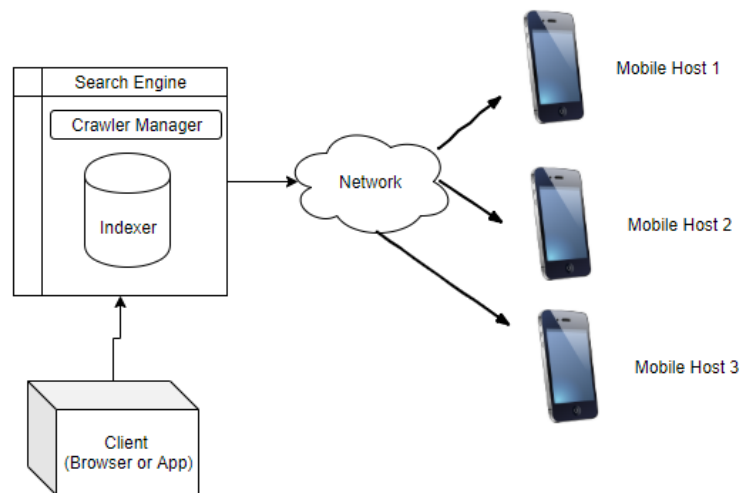 Search Engine
Crawler Manager
Indexer
Network
Mobile Host 1
Mobile Host 2
Mobile Host 3
Client
(Browser or App)